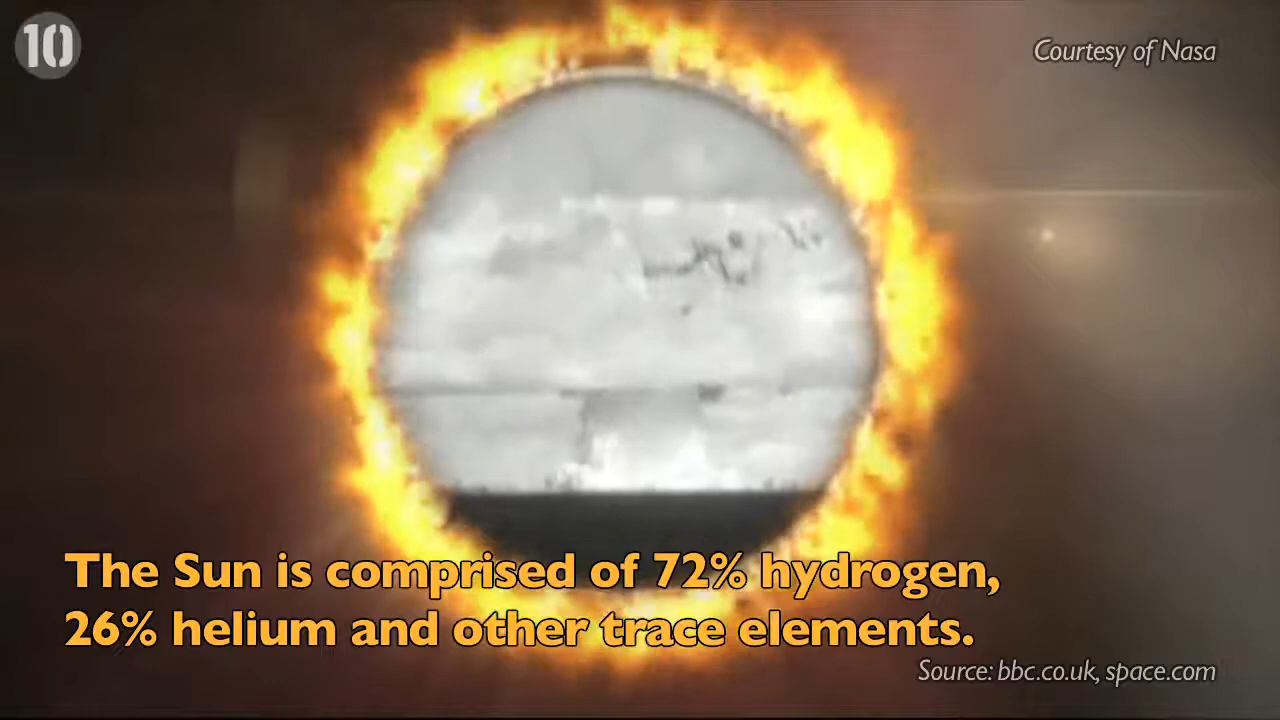 10
Courtesy of Nasa
The Sun is comprised of 72% hydrogen,
26% helium and other trace elements.
Source: bbc.co.uk, space.com